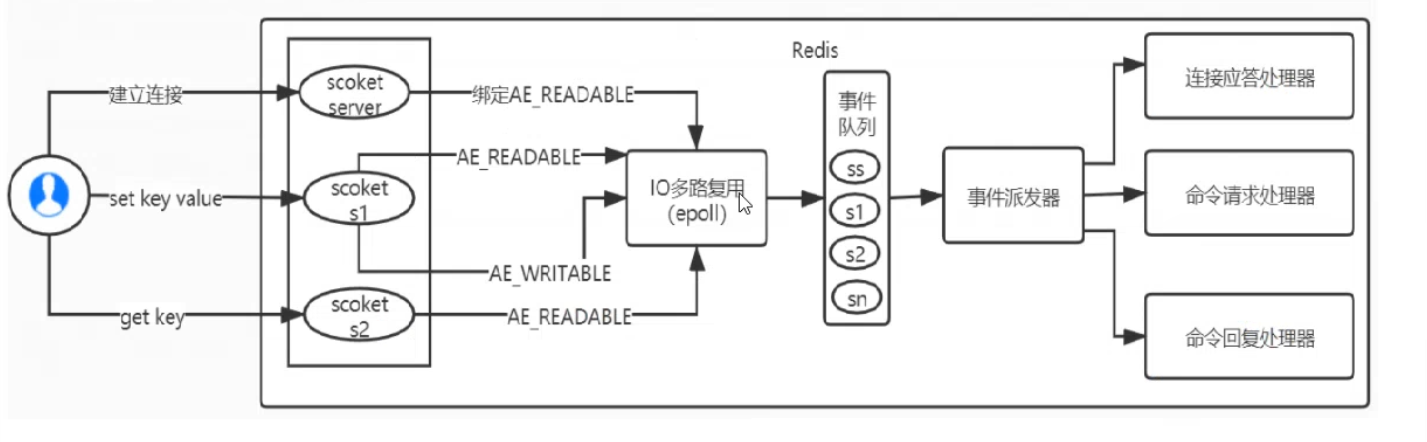 Redis
建立连接
scoket
server
绑定AE_READABLE
set key value
scoket
s1
AE_READABLE
AE_WRITABLE
get key
scoket
s2
AE_READABLE
IO多路复用
(epoll)
事件
队列
ss
s1
s2
sn
事件派发器
连接应答处理器
命令请求处理器
命令回复处理器